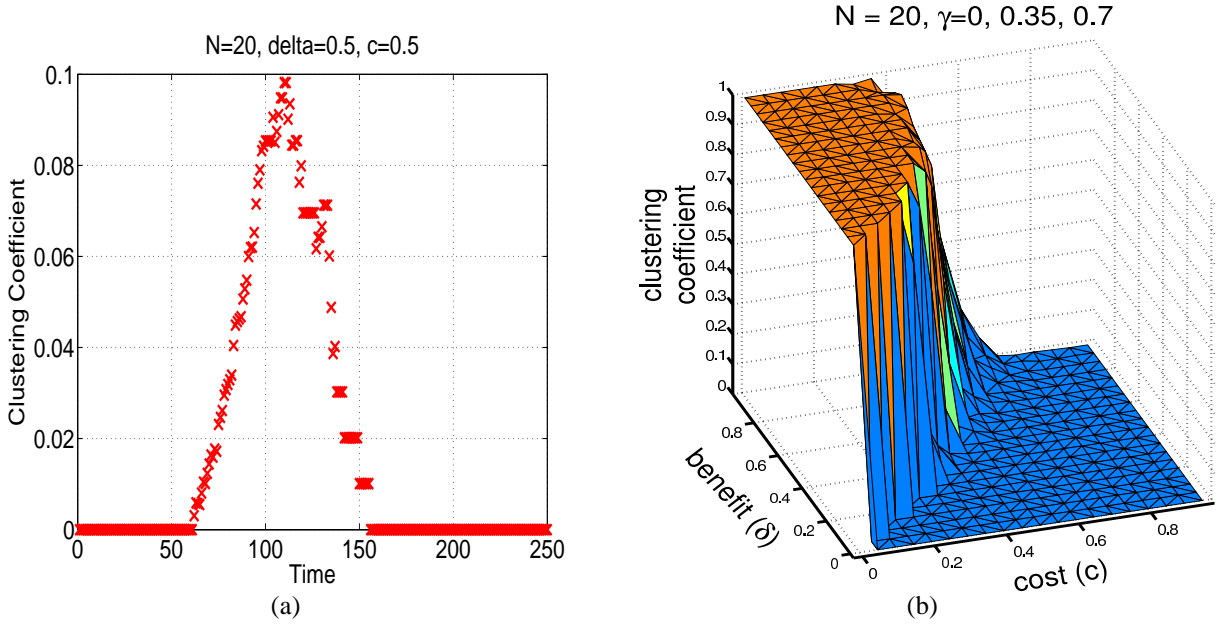 N=20, delta=0.5, c=0.5
0.1
0.08
0.06
0.04
0.02
0
Clustering Coefficient
0 50 100 150 200 250
Time
(a)
N = 20, γ=0, 0.35, 0.7
1
0.9
0.8
0.7
0.6
0.5
0.4
0.3
0.2
0.1
0
clustering
coefficient
0.8
0.6
0.4
0.2
0
benefit (δ)
0 0.2 0.4 0.6 0.8
cost (c)
(b)